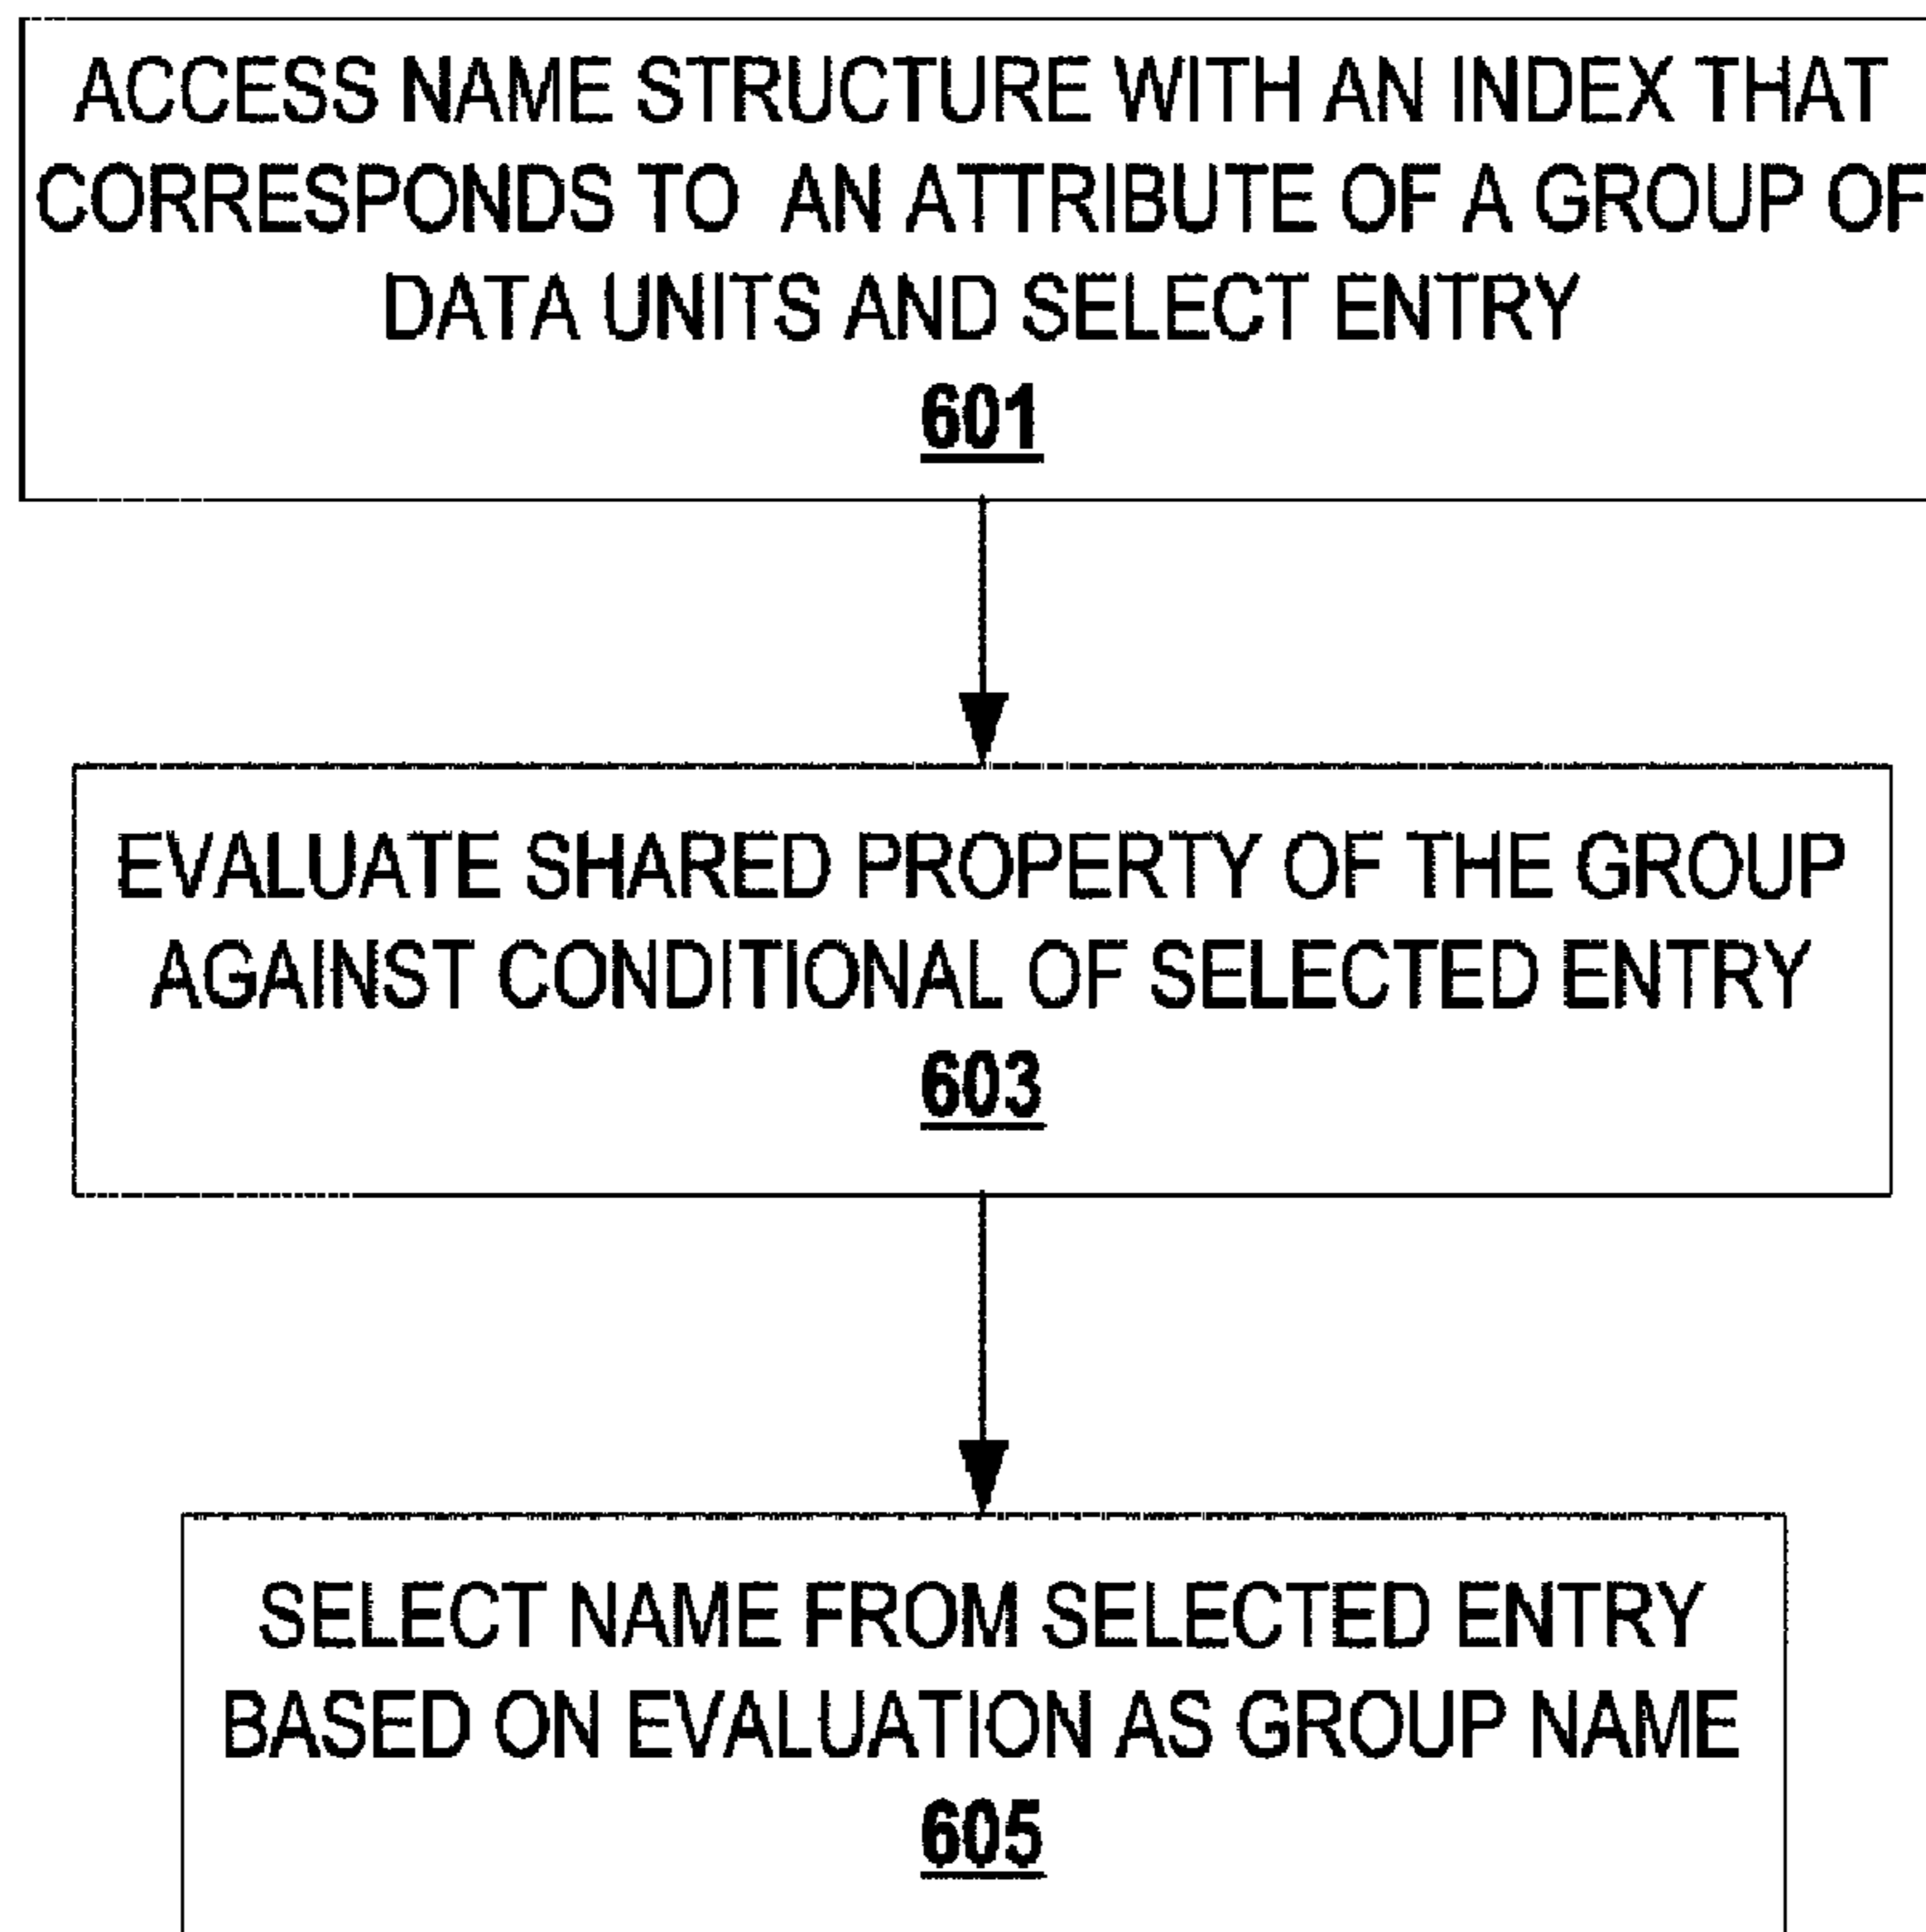 ACCESS NAME STRUCTURE WITH AN INDEX THAT
CORRESPONDS TO AN ATTRIBUTE OF A GROUP OF
DATA UNITS AND SELECT ENTRY
601
EVALUATE SHARED PROPERTY OF THE GROUP
AGAINST CONDITIONAL OF SELECTED ENTRY
603
SELECT NAME FROM SELECTED ENTRY
BASED ON EVALUATION AS GROUP NAME
605